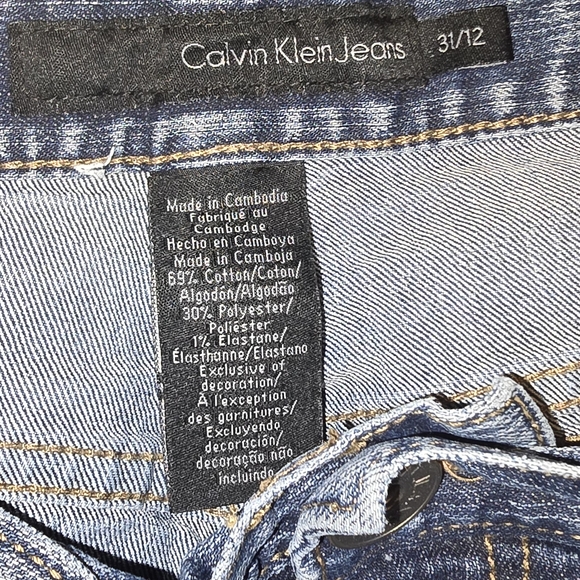 Calvin Klein Jeans 31/12
Made in Cambodia
Fabriqué au
Cambodge
Hecho en Camboya
Made in Camboja
69% Cotton/Coton/
Algodón/Algodão
30% Polyester/
Poliéster
1% Elastane/
Élasthanne/Elastano
Exclusive of
decoration/
À l'exception
des garnitures/
Excluyendo
decoración/
decoração não
incluindo